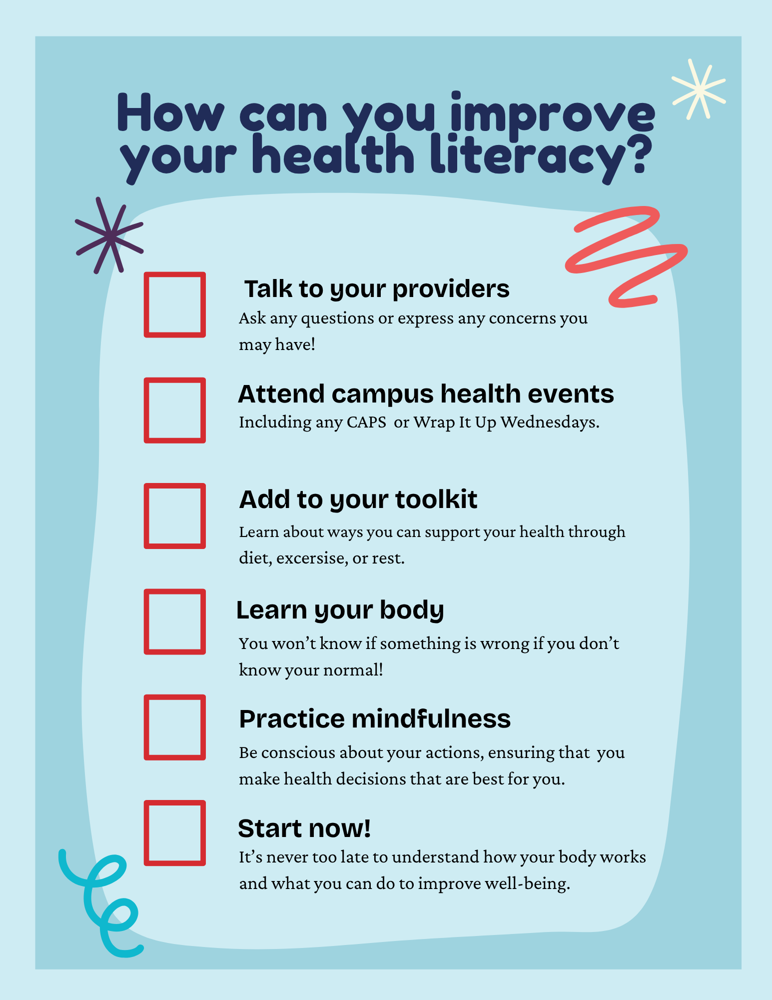 How can you improve
your health literacy?
Talk to your providers
Ask any questions or express any concerns you
may have!
Attend campus health events
Including any CAPS  or Wrap It Up Wednesdays.
Add to your toolkit
Learn about ways you can support your health through
diet, excersise, or rest.
Learn your body
You won’t know if something is wrong if you don’t
know your normal!
Practice mindfulness
Be conscious about your actions, ensuring that  you
make health decisions that are best for you.
Start now!
It’s never too late to understand how your body works
and what you can do to improve well-being.